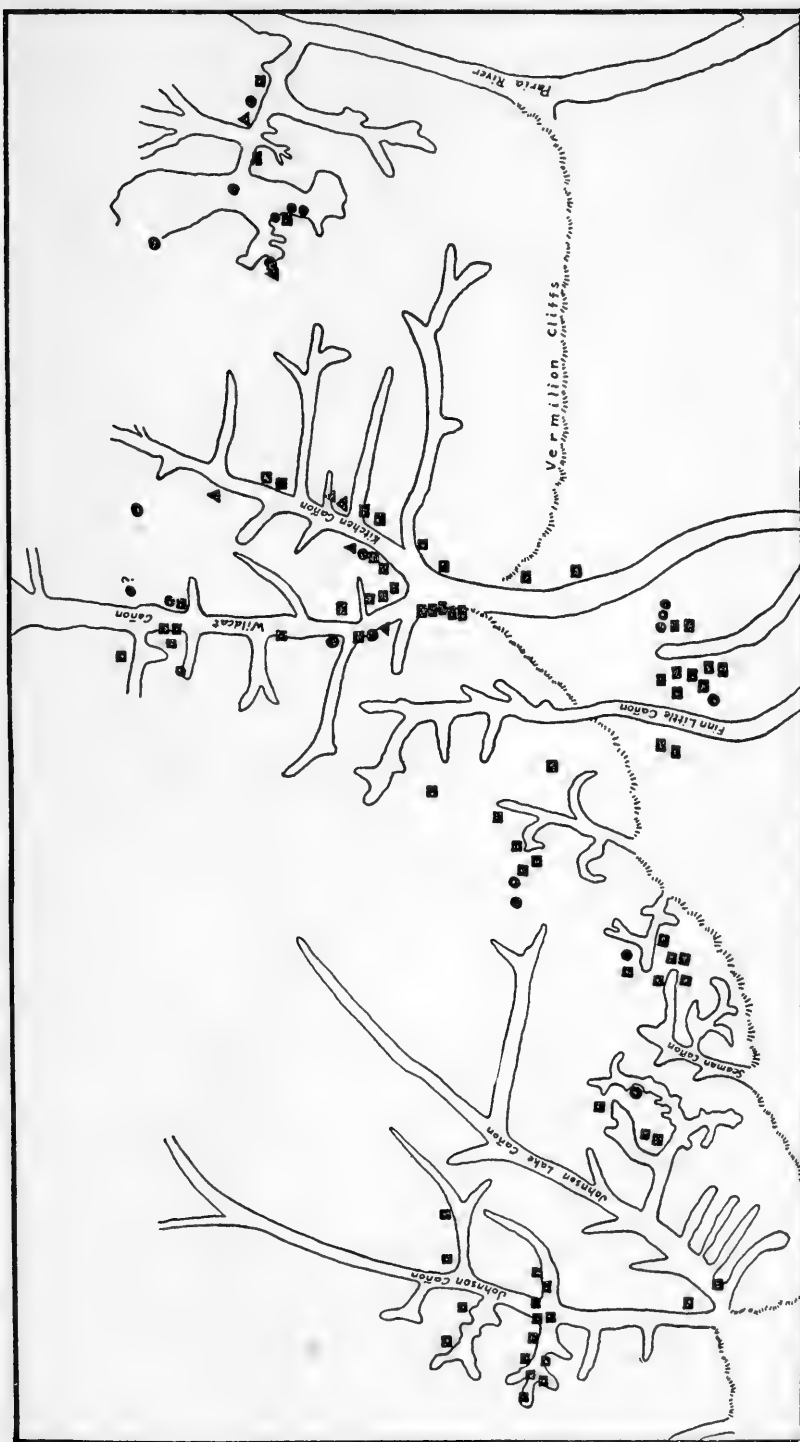 Paria River
Vermilion Cliffs
Kitchen Cañon
Wildcat Cañon
?
Finn Little Cañon
Seaman Cañon
Johnson Lake Cañon
Johnson Cañon